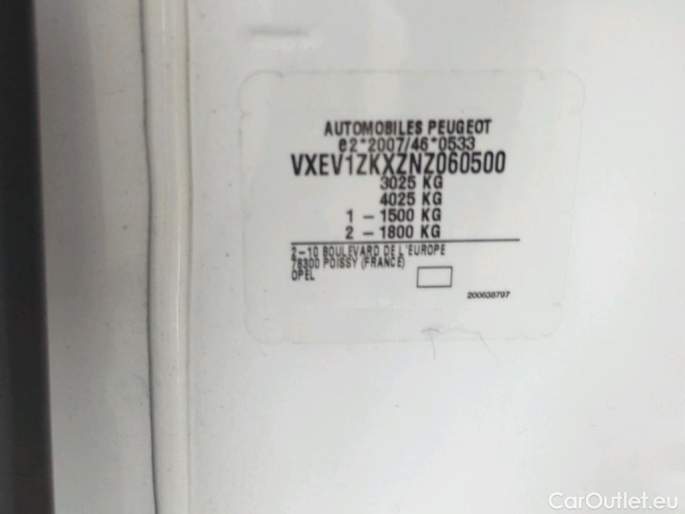 AUTOMOBILES PEUGEOT
e2*2007/46*0533
VXEV1ZKXZNZ060500
3025 KG
4025 KG
1 - 1500 KG
2 - 1800 KG
2-10 BOULEVARD DE L'EUROPE
78300 POISSY (FRANCE)
OPEL
200638797
CarOutlet.eu